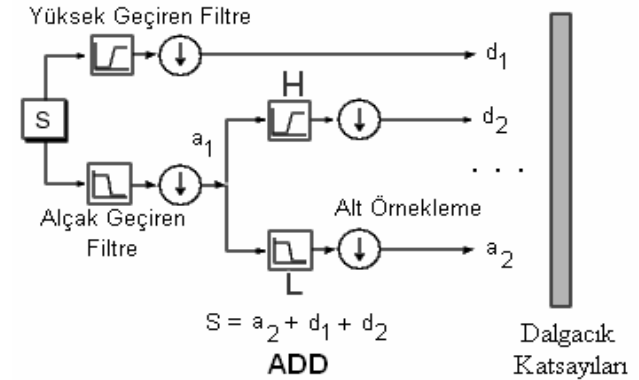 Yüksek Geçiren Filtre
d1
S
H
d2
a1
. . .
Alçak Geçiren
Filtre
Alt Örnekleme
a2
L
S = a2 + d1 + d2
ADD
Dalgacık
Katsayıları